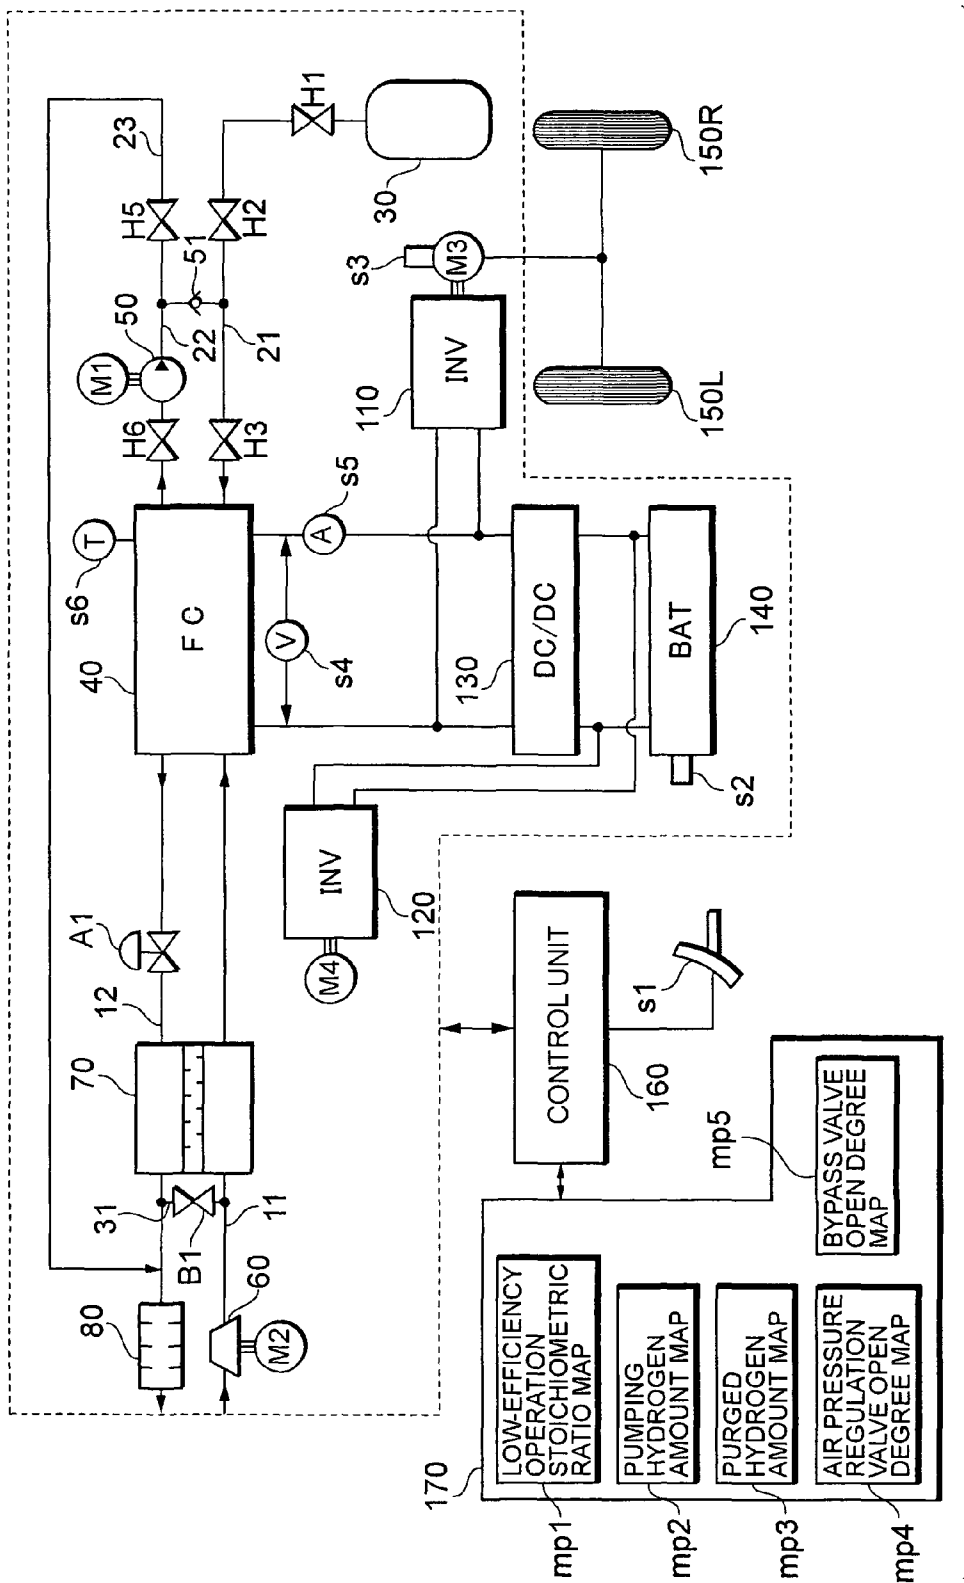 23
H5
H1
H2
51
50
M1
22
21
30
H6
H3
s3
M3
INV
110
150R
150L
s6
T
FC
40
s5
A
V
s4
DC/DC
130
BAT
140
s2
INV
120
M4
A1
12
70
31
B1
11
80
60
M2
CONTROL UNIT
160
s1
170
LOW-EFFICIENCY
OPERATION
STOICHIOMETRIC
RATIO MAP
mp1
PUMPING
HYDROGEN
AMOUNT MAP
mp2
PURGED
HYDROGEN
AMOUNT MAP
mp3
AIR PRESSURE
REGULATION
VALVE OPEN
DEGREE MAP
mp4
BYPASS VALVE
OPEN DEGREE
MAP
mp5